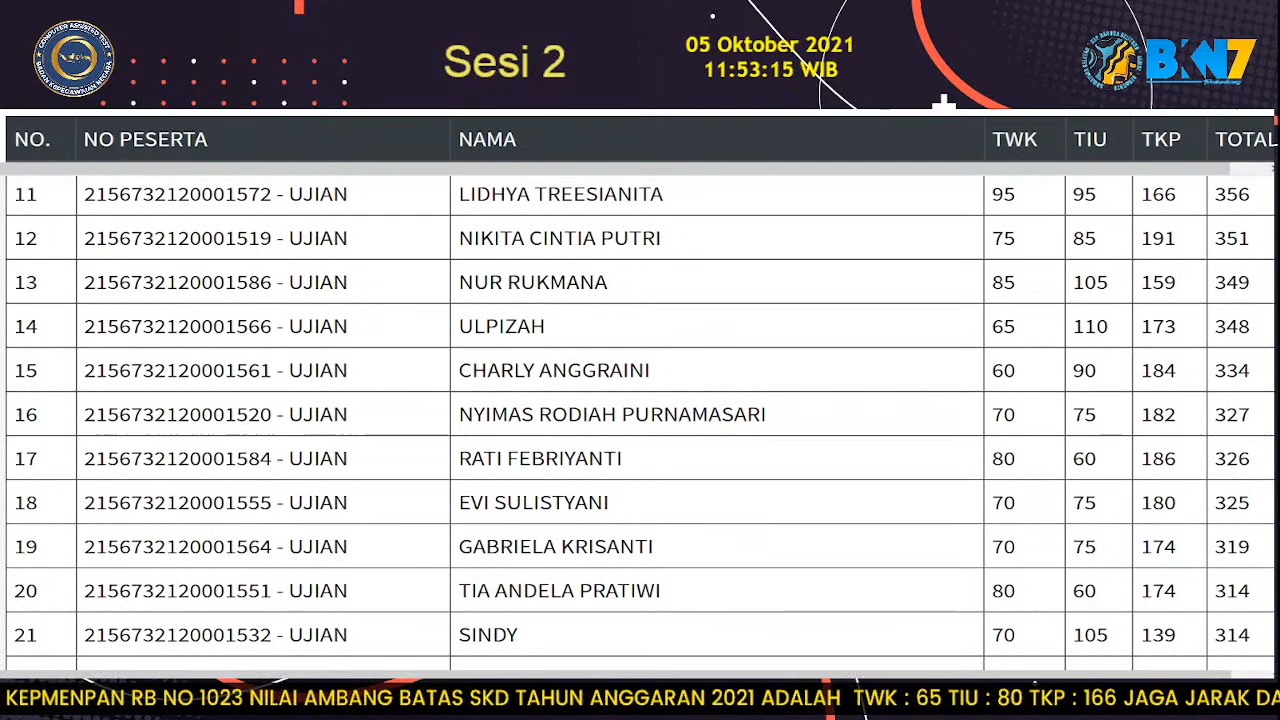 COMPUTER ASSISTED TEST
BADAN KEPEGAWAIAN NEGARA
Sesi 2
05 Oktober 2021
11:53:15 WIB
BKN7
NO. NO PESERTA NAMA TWK TIU TKP TOTAL
11 2156732120001572 - UJIAN LIDHYA TREESIANITA 95 95 166 356
12 2156732120001519 - UJIAN NIKITA CINTIA PUTRI 75 85 191 351
13 2156732120001586 - UJIAN NUR RUKMANA 85 105 159 349
14 2156732120001566 - UJIAN ULPIZAH 65 110 173 348
15 2156732120001561 - UJIAN CHARLY ANGGRAINI 60 90 184 334
16 2156732120001520 - UJIAN NYIMAS RODIAH PURNAMASARI 70 75 182 327
17 2156732120001584 - UJIAN RATI FEBRIYANTI 80 60 186 326
18 2156732120001555 - UJIAN EVI SULISTYANI 70 75 180 325
19 2156732120001564 - UJIAN GABRIELA KRISANTI 70 75 174 319
20 2156732120001551 - UJIAN TIA ANDELA PRATIWI 80 60 174 314
21 2156732120001532 - UJIAN SINDY 70 105 139 314
KEPMENPAN RB NO 1023 NILAI AMBANG BATAS SKD TAHUN ANGGARAN 2021 ADALAH TWK : 65 TIU : 80 TKP : 166 JAGA JARAK DA